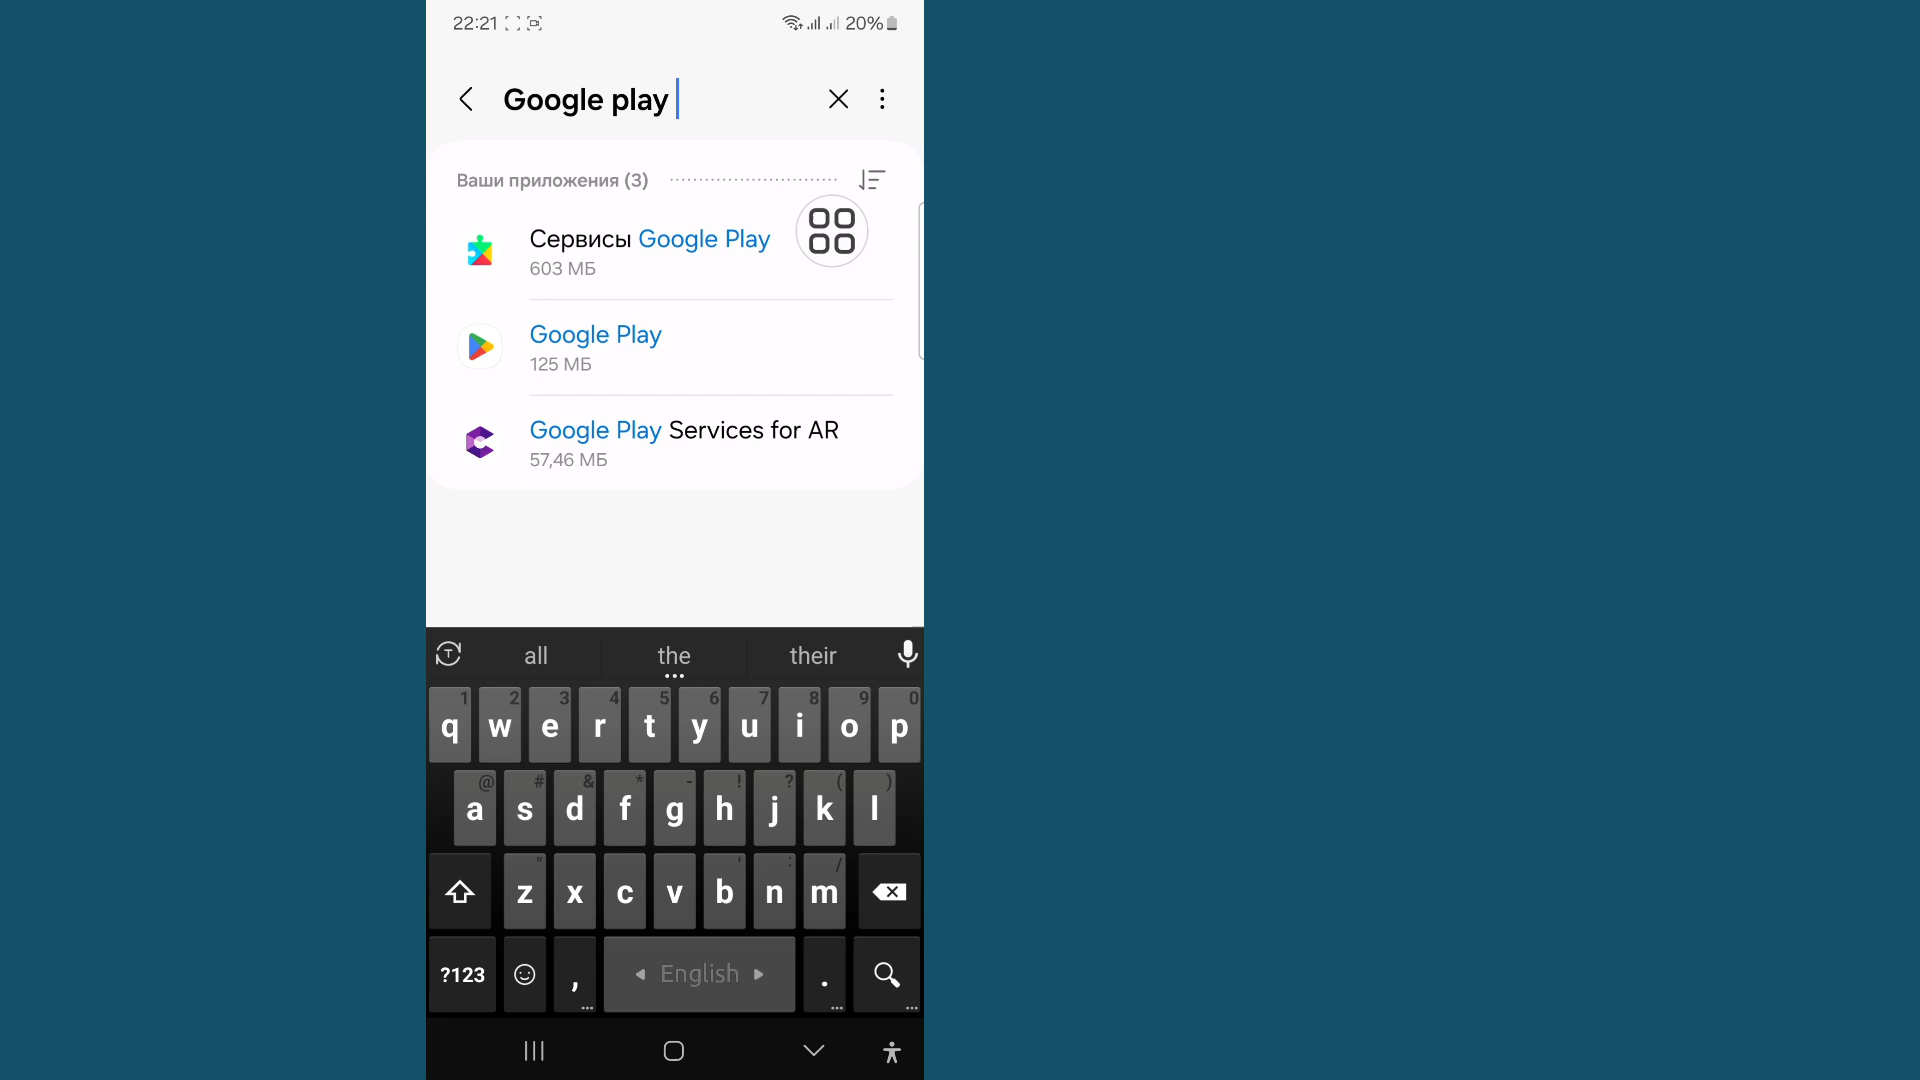 22:21 20%
Google play
Ваши приложения (3)
Сервисы Google Play
603 МБ
Google Play
125 МБ
Google Play Services for AR
57,46 МБ
T all the their
1 2 3 4 5 6 7 8 9 0
q w e r t y u i o p
@ # & * - ! ? ( )
a s d f g h j k l
" ' : /
z x c v b n m
?123 , English .